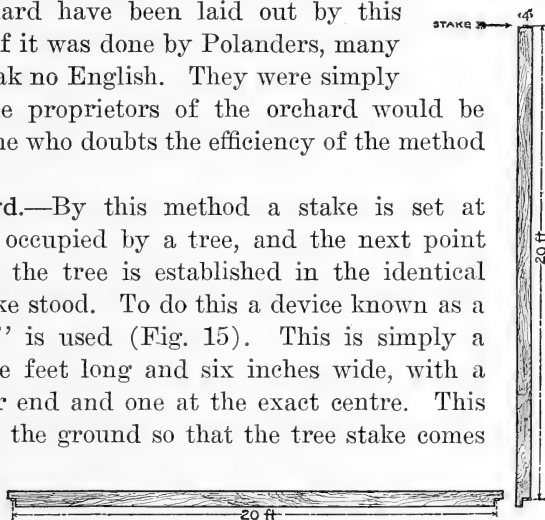 ard have been laid out by this
f it was done by Polanders, many
ak no English. They were simply
e proprietors of the orchard would be
ne who doubts the efficiency of the method
rd.—By this method a stake is set at
occupied by a tree, and the next point
the tree is established in the identical
ke stood. To do this a device known as a
" is used (Fig. 15). This is simply a
e feet long and six inches wide, with a
r end and one at the exact centre. This
the ground so that the tree stake comes
STAKE
4"
20 ft
20 ft